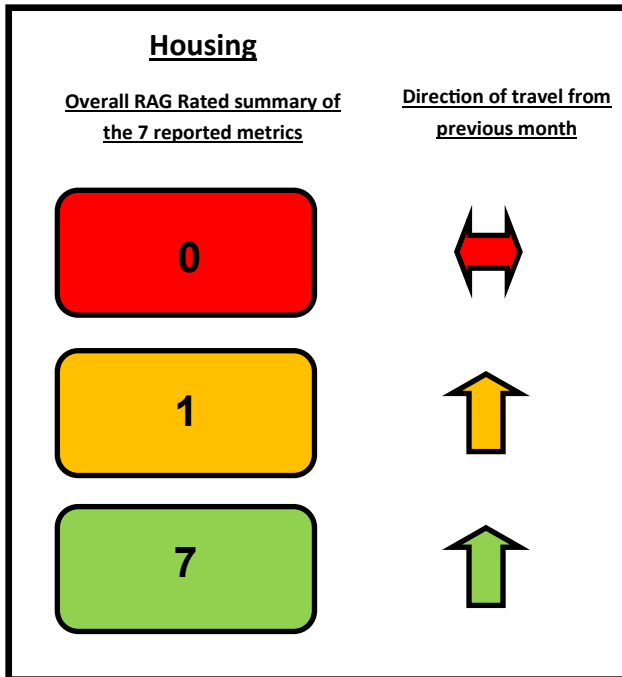 Housing
Overall RAG Rated summary of
the 7 reported metrics
Direction of travel from
previous month
0
1
7